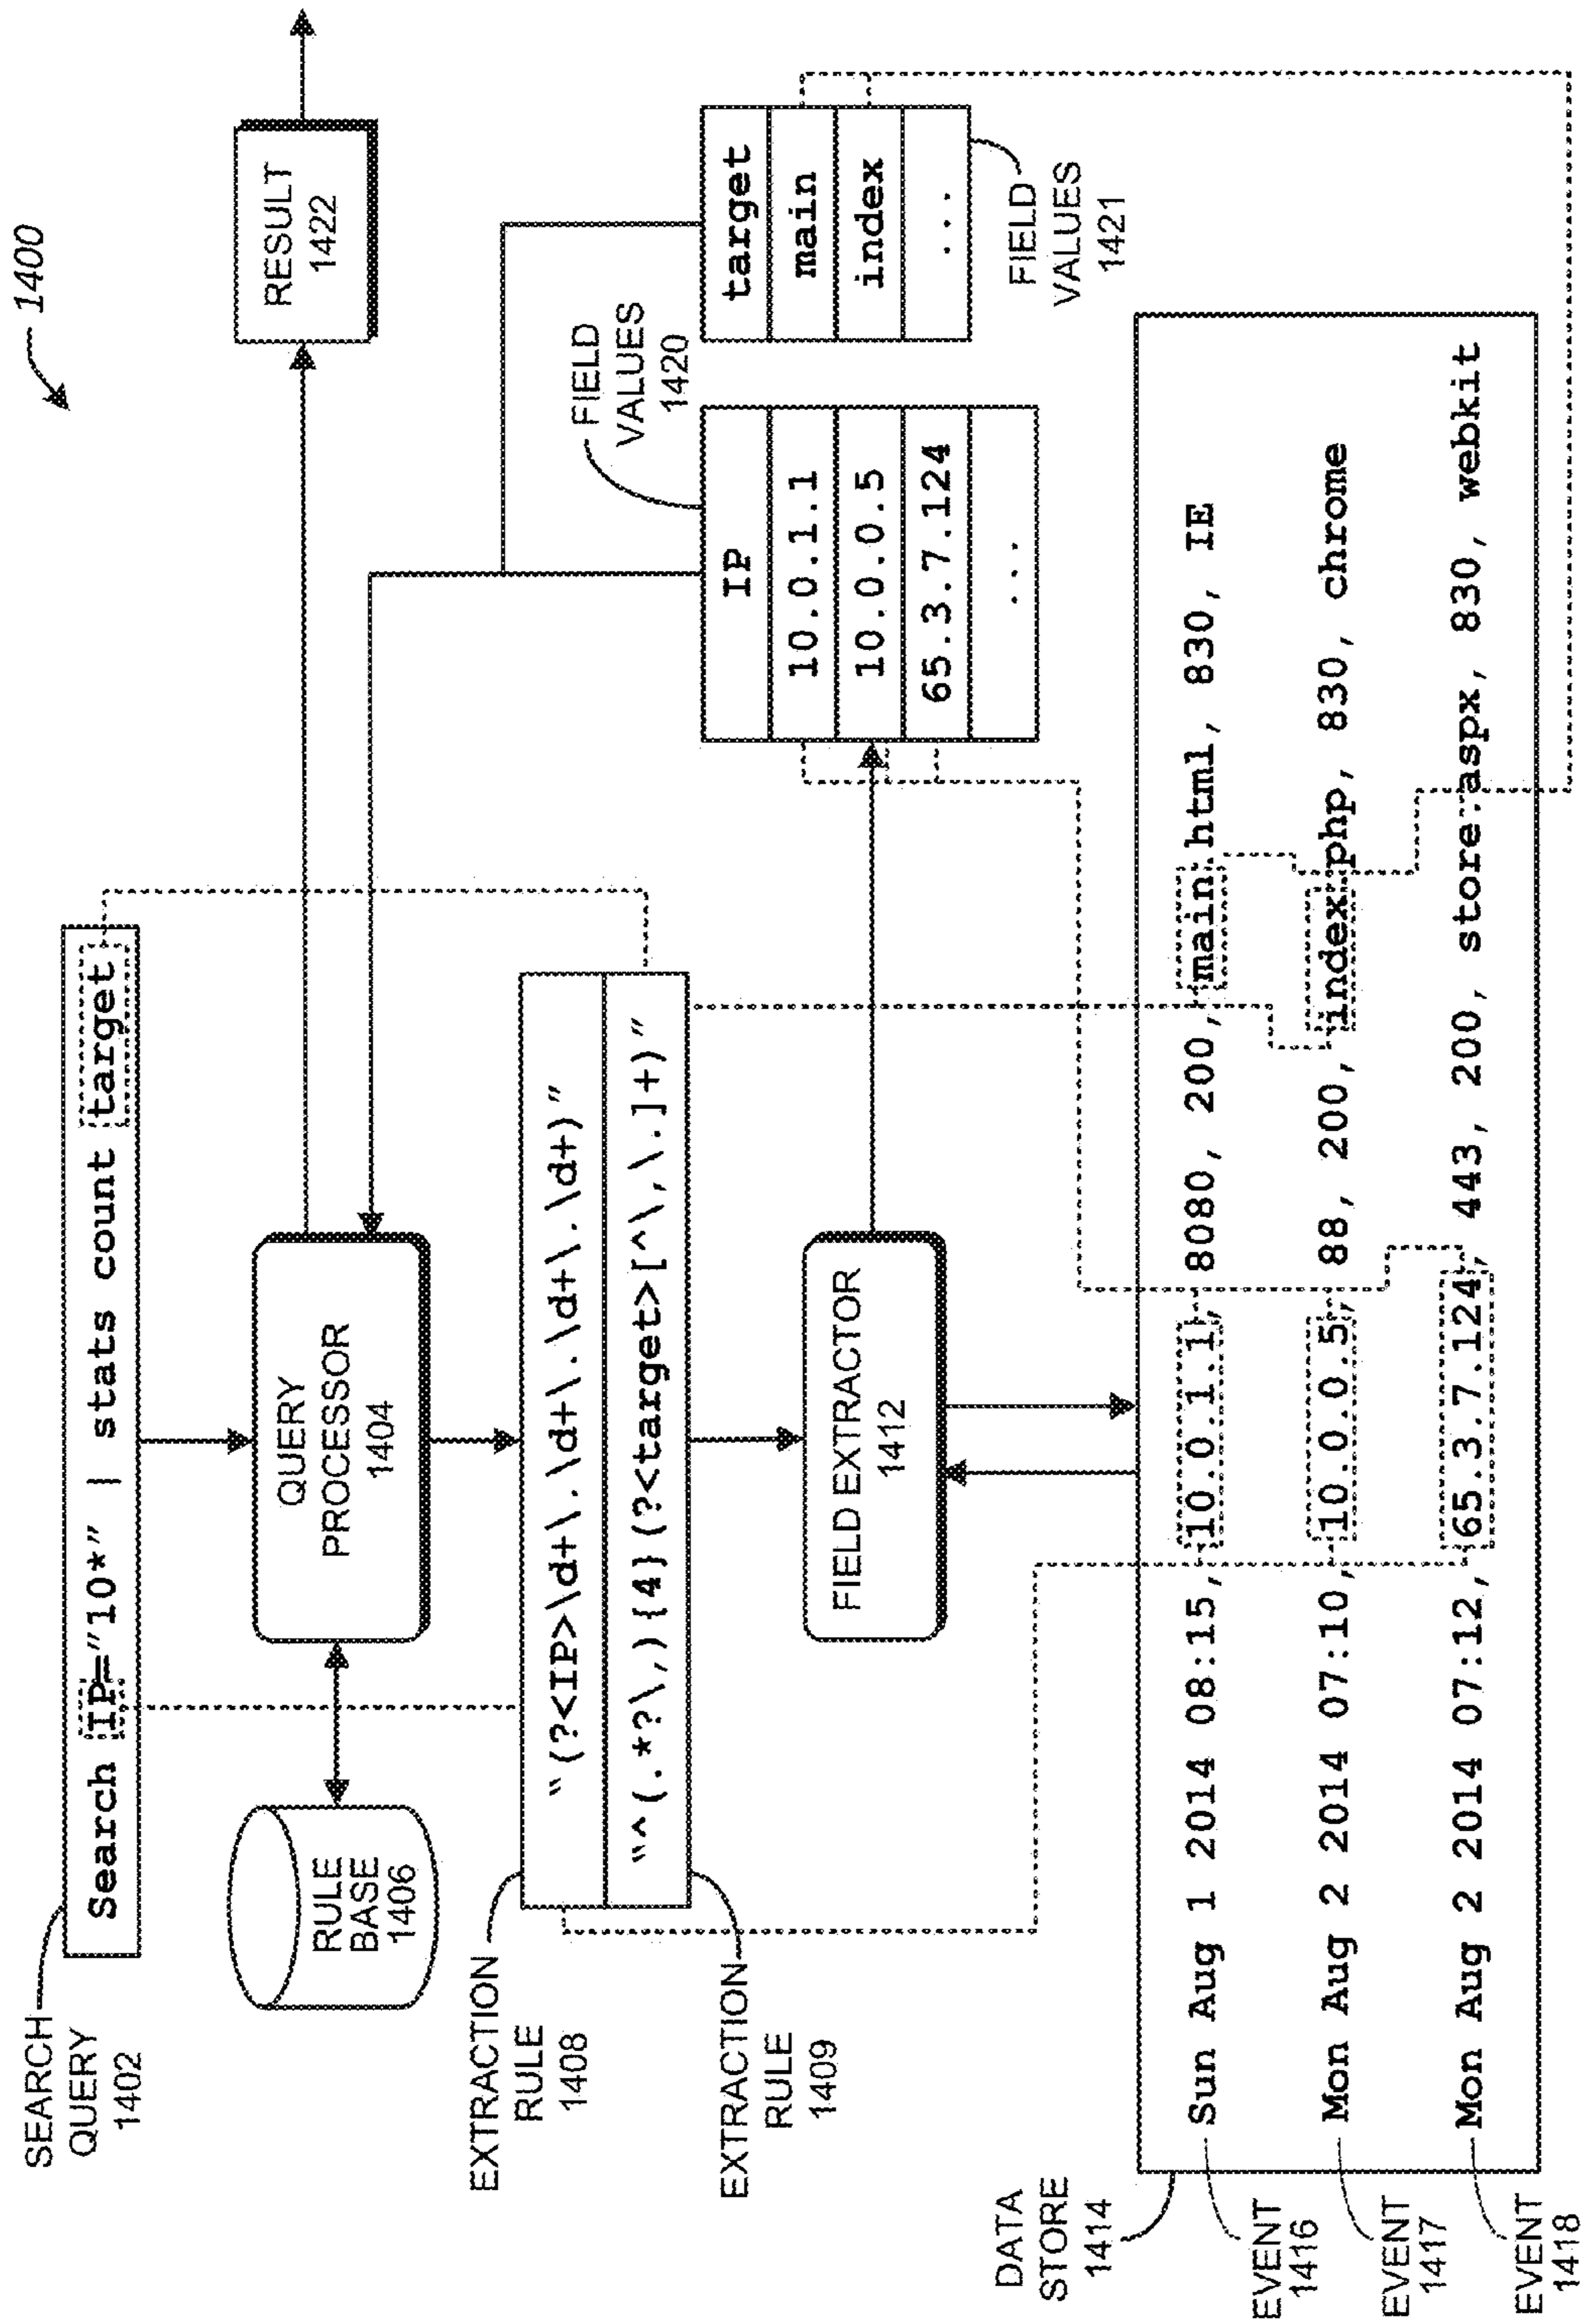 1400
SEARCH
QUERY
1402
Search IP="10*" | stats count target
RULE
BASE
1406
QUERY
PROCESSOR
1404
RESULT
1422
EXTRACTION
RULE
1408
"(?<IP>\d+\.\d+\.\d+\.\d+)"
EXTRACTION
RULE
1409
"^(.*?\,){4}(?<target>[^\,\.]+)"
FIELD EXTRACTOR
1412
FIELD
VALUES
1420
IP
10.0.1.1
10.0.0.5
65.3.7.124
...
target
main
index
...
FIELD
VALUES
1421
DATA
STORE
1414
EVENT
1416
Sun Aug 1 2014 08:15, 10.0.1.1, 8080, 200, main.html, 830, IE
EVENT
1417
Mon Aug 2 2014 07:10, 10.0.0.5, 88, 200, index.php, 830, chrome
EVENT
1418
Mon Aug 2 2014 07:12, 65.3.7.124, 443, 200, store.aspx, 830, webkit